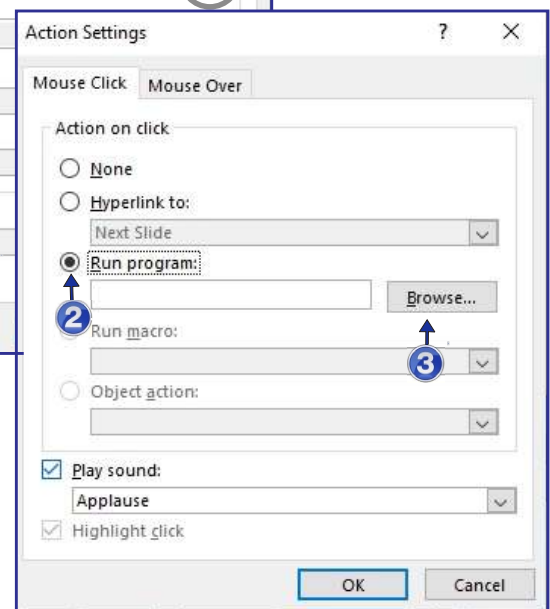 Action Settings ? ×
Mouse Click Mouse Over
Action on click
None
Hyperlink to:
Next Slide
Run program:
2 Browse...
Run macro: 3
Object action:
Play sound:
Applause
Highlight click
OK Cancel